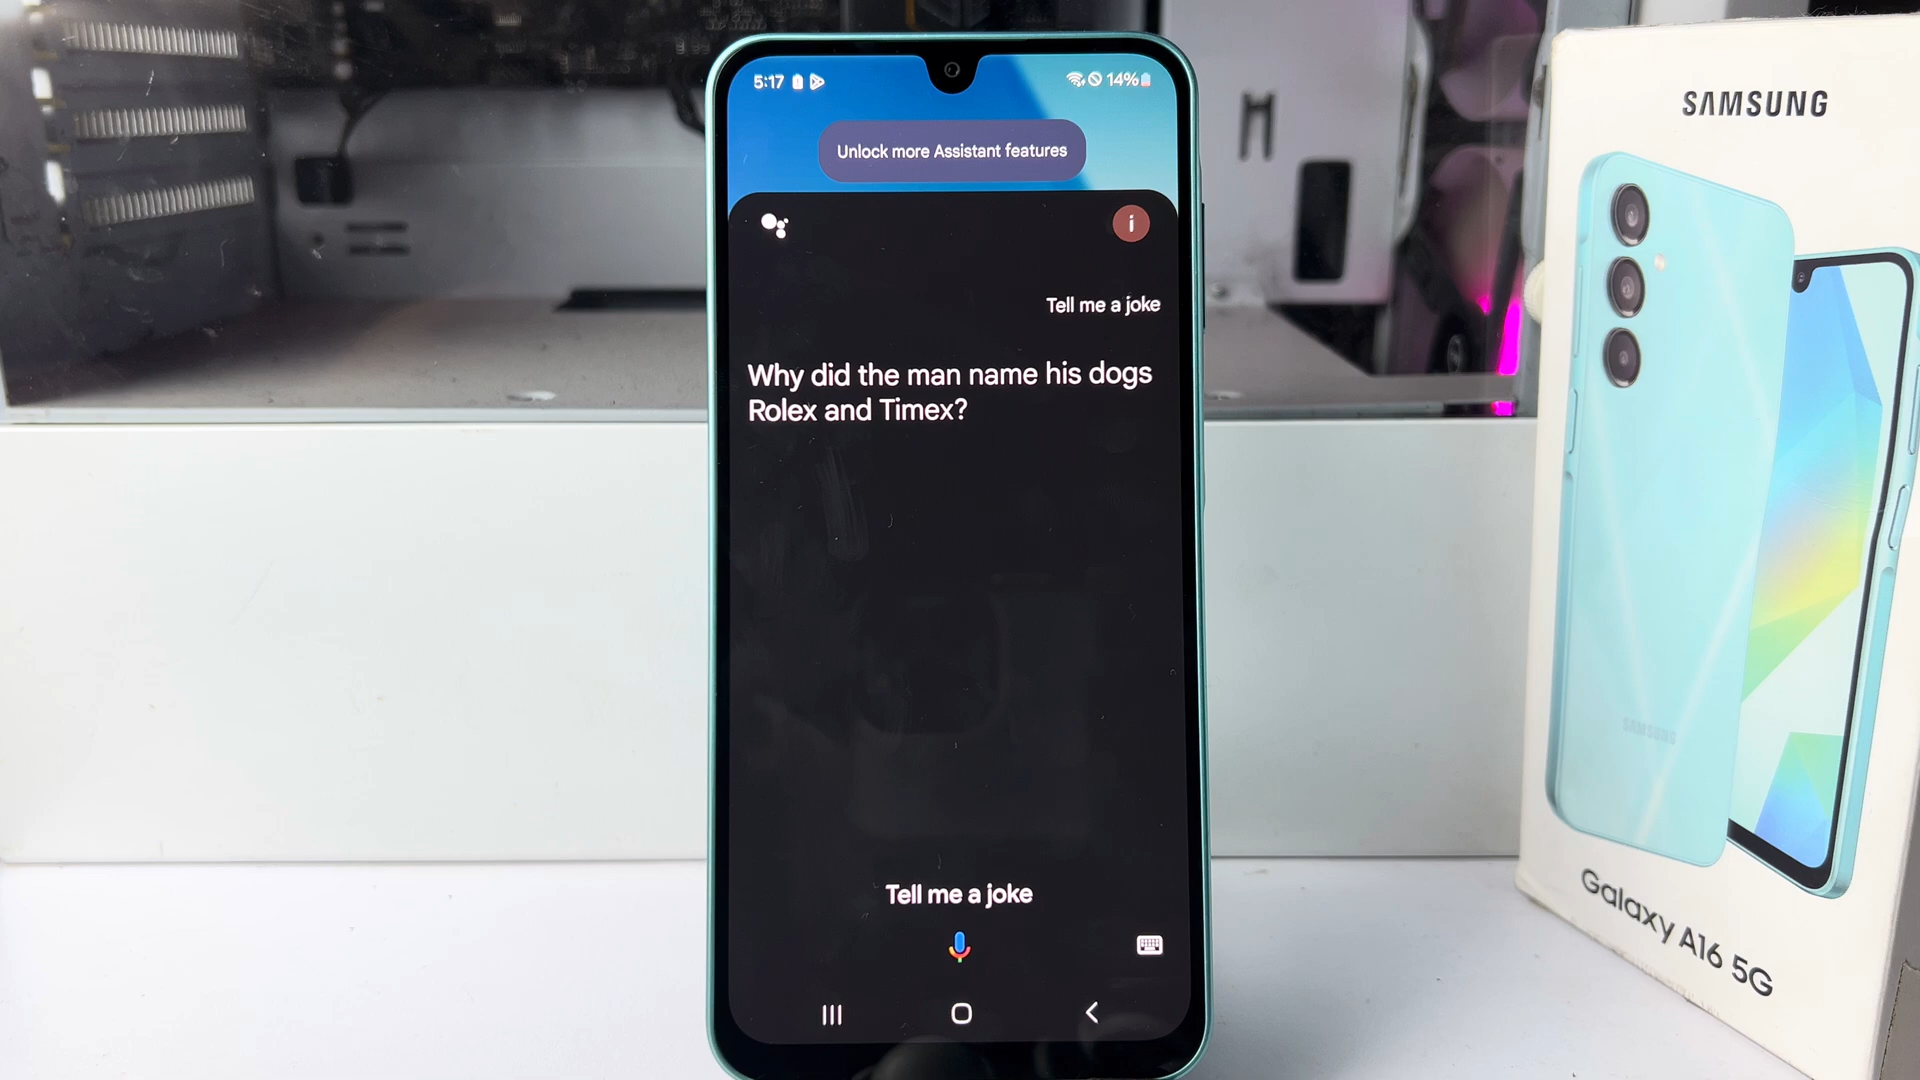 5:17
14%
Unlock more Assistant features
i
Tell me a joke
Why did the man name his dogs
Rolex and Timex?
Tell me a joke
SAMSUNG
SAMSUNG
Galaxy A16 5G